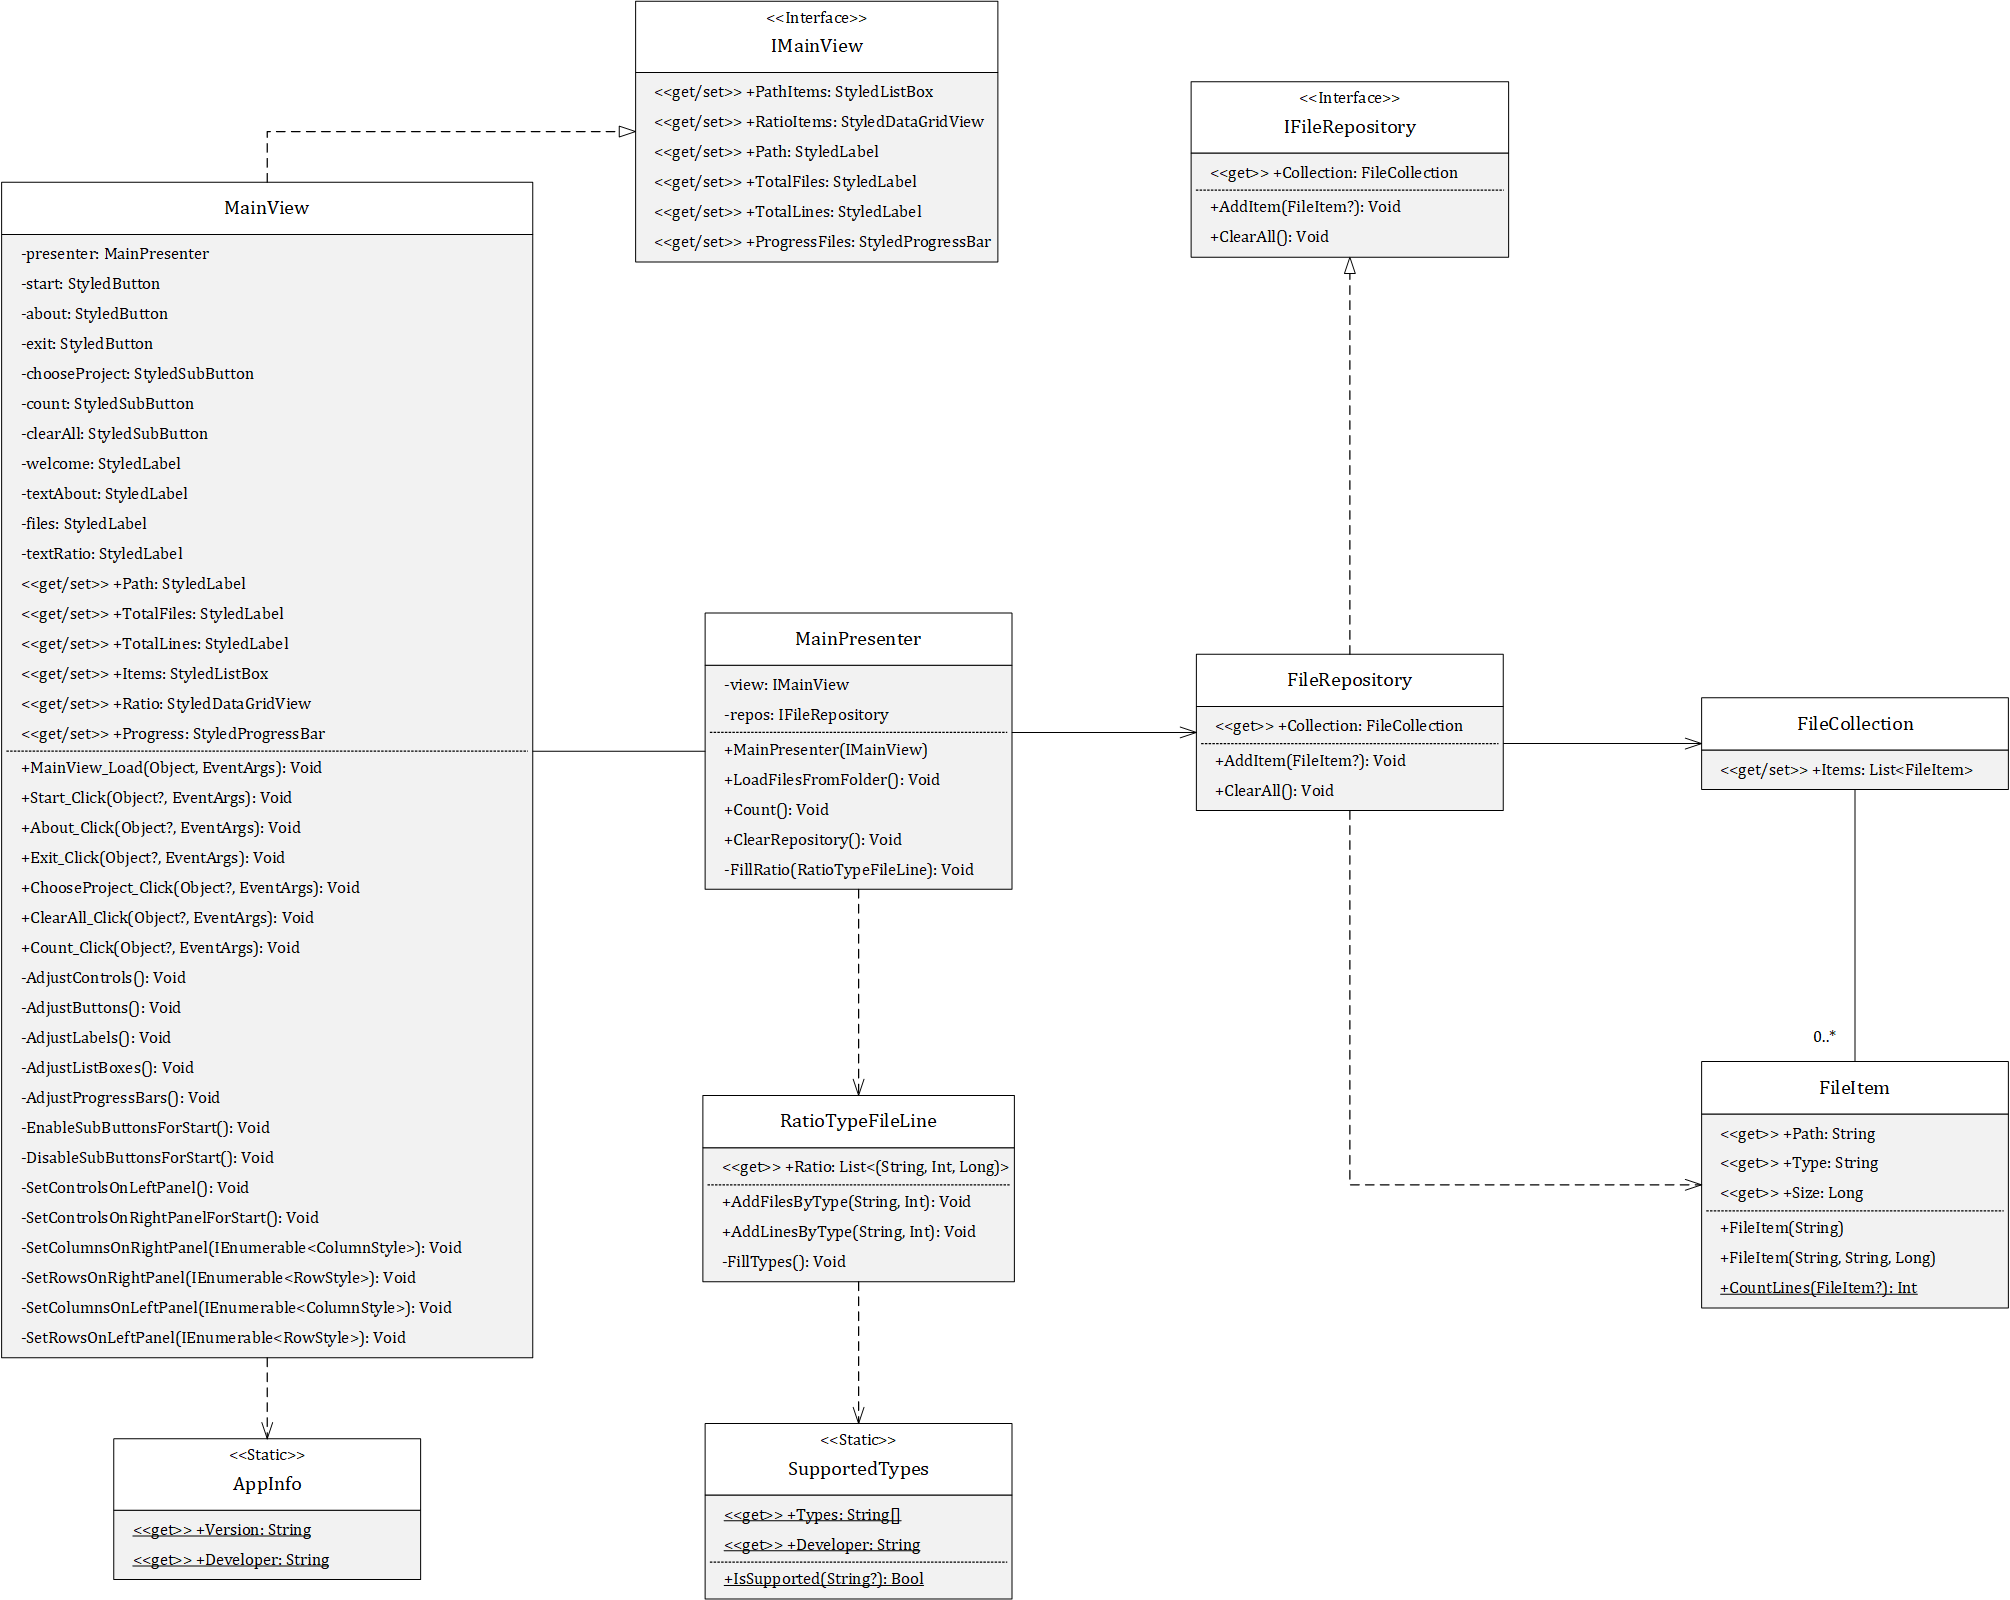 <<Interface>>
IMainView
<<get/set>> +PathItems: StyledListBox
<<get/set>> +RatioItems: StyledDataGridView
<<get/set>> +Path: StyledLabel
<<get/set>> +TotalFiles: StyledLabel
<<get/set>> +TotalLines: StyledLabel
<<get/set>> +ProgressFiles: StyledProgressBar
<<Interface>>
IFileRepository
<<get>> +Collection: FileCollection
+AddItem(FileItem?): Void
+ClearAll(): Void
MainView
-presenter: MainPresenter
-start: StyledButton
-about: StyledButton
-exit: StyledButton
-chooseProject: StyledSubButton
-count: StyledSubButton
-clearAll: StyledSubButton
-welcome: StyledLabel
-textAbout: StyledLabel
-files: StyledLabel
-textRatio: StyledLabel
<<get/set>> +Path: StyledLabel
<<get/set>> +TotalFiles: StyledLabel
<<get/set>> +TotalLines: StyledLabel
<<get/set>> +Items: StyledListBox
<<get/set>> +Ratio: StyledDataGridView
<<get/set>> +Progress: StyledProgressBar
+MainView_Load(Object, EventArgs): Void
+Start_Click(Object?, EventArgs): Void
+About_Click(Object?, EventArgs): Void
+Exit_Click(Object?, EventArgs): Void
+ChooseProject_Click(Object?, EventArgs): Void
+ClearAll_Click(Object?, EventArgs): Void
+Count_Click(Object?, EventArgs): Void
-AdjustControls(): Void
-AdjustButtons(): Void
-AdjustLabels(): Void
-AdjustListBoxes(): Void
-AdjustProgressBars(): Void
-EnableSubButtonsForStart(): Void
-DisableSubButtonsForStart(): Void
-SetControlsOnLeftPanel(): Void
-SetControlsOnRightPanelForStart(): Void
-SetColumnsOnRightPanel(IEnumerable<ColumnStyle>): Void
-SetRowsOnRightPanel(IEnumerable<RowStyle>): Void
-SetColumnsOnLeftPanel(IEnumerable<ColumnStyle>): Void
-SetRowsOnLeftPanel(IEnumerable<RowStyle>): Void
MainPresenter
-view: IMainView
-repos: IFileRepository
+MainPresenter(IMainView)
+LoadFilesFromFolder(): Void
+Count(): Void
+ClearRepository(): Void
-FillRatio(RatioTypeFileLine): Void
FileRepository
<<get>> +Collection: FileCollection
+AddItem(FileItem?): Void
+ClearAll(): Void
FileCollection
<<get/set>> +Items: List<FileItem>
0..*
FileItem
<<get>> +Path: String
<<get>> +Type: String
<<get>> +Size: Long
+FileItem(String)
+FileItem(String, String, Long)
+CountLines(FileItem?): Int
RatioTypeFileLine
<<get>> +Ratio: List<(String, Int, Long)>
+AddFilesByType(String, Int): Void
+AddLinesByType(String, Int): Void
-FillTypes(): Void
<<Static>>
AppInfo
<<get>> +Version: String
<<get>> +Developer: String
<<Static>>
SupportedTypes
<<get>> +Types: String[]
<<get>> +Developer: String
+IsSupported(String?): Bool